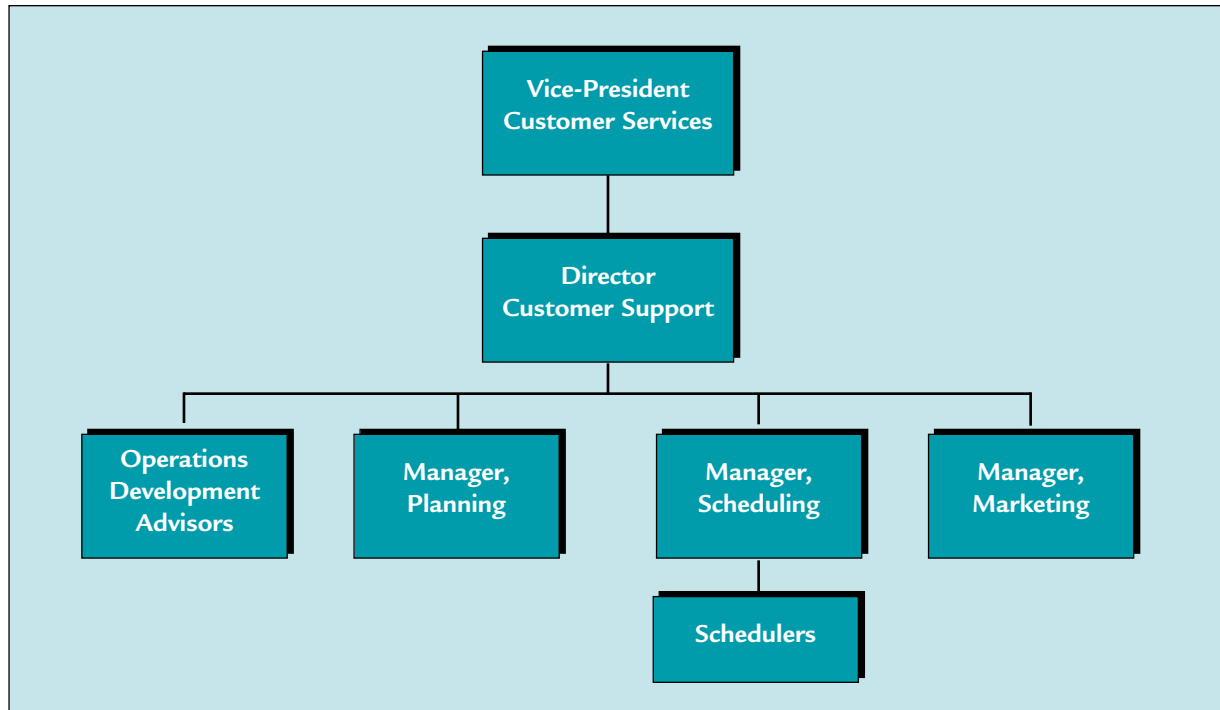 Vice-President
Customer Services
Director
Customer Support
Operations
Development
Advisors
Manager,
Planning
Manager,
Scheduling
Manager,
Marketing
Schedulers